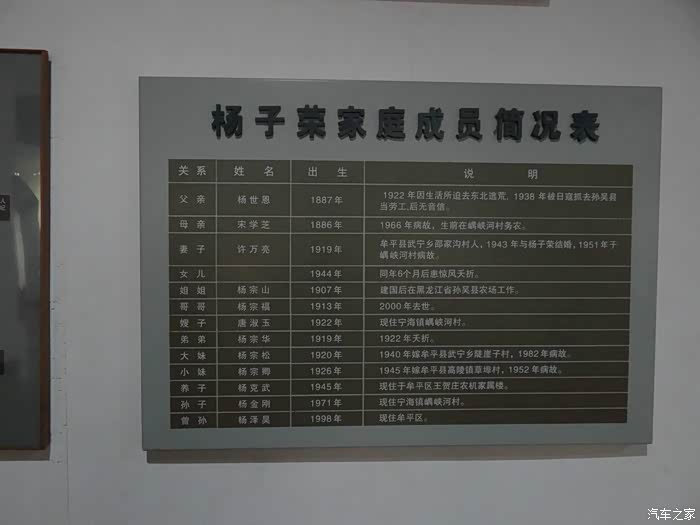 杨子荣家庭成员简况表
关系 姓名 出生 说明
父亲 杨世恩 1887年 1922年因生活所迫去东北逃荒，1938年被日寇抓去孙吴县
当劳工,后无音信。
母亲 宋学芝 1886年 1966年病故，生前在嵎峡河村务农。
妻子 许万亮 1919年 牟平县武宁乡邵家沟村人，1943年与杨子荣结婚，1951年于
嵎峡河村病故。
女儿 1944年 同年6个月后患惊风夭折。
姐姐 杨宗山 1907年 建国后在黑龙江省孙吴县农场工作。
哥哥 杨宗福 1913年 2000年去世。
嫂子 唐淑玉 1922年 现住宁海镇嵎峡河村。
弟弟 杨宗华 1919年 1922年夭折。
大妹 杨宗松 1920年 1940年嫁牟平县武宁乡陡崖子村，1982年病故。
小妹 杨宗卿 1926年 1945年嫁牟平县高陵镇草埠村，1952年病故。
养子 杨克武 1945年 现住于牟平区王贺庄农机家属楼。
孙子 杨金刚 1971年 现住宁海镇嵎峡河村。
曾孙 杨泽昊 1998年 现住牟平区。
汽车之家